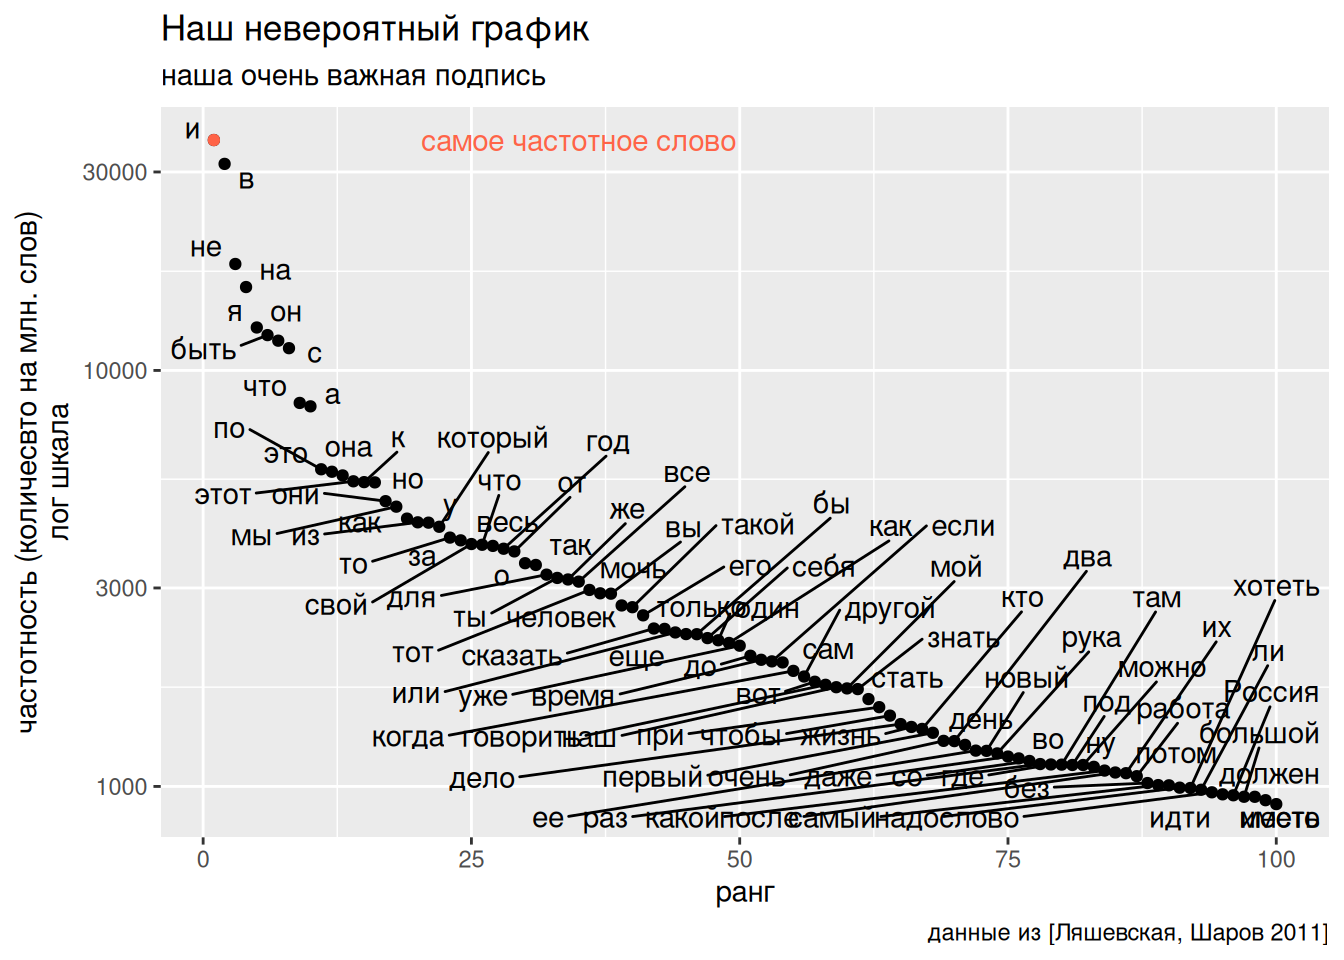 Наш невероятный график
наша очень важная подпись
частотность (количесвто на млн. слов)
лог шкала
30000
10000
3000
1000
и
самое частотное слово
в
не
на
я
он
быть
с
что
а
по
это
она
к
который
год
этот
они
но
что
от
все
мы
из
как
у
весь
же
вы
такой
бы
как
если
то
за
так
два
свой
для
о
мочь
его
себя
мой
хотеть
ты
человек
только
один
другой
кто
там
их
тот
сказать
еще
до
сам
знать
рука
можно
ли
или
уже
время
вот
стать
новый
под
работа
Россия
когда
говорить
наш
при
чтобы
жизнь
день
во
ну
потом
большой
дело
первый
очень
даже
со
где
без
должен
ее
раз
какой
после
самый
надо
слово
идти
иметь
0
25
50
75
100
ранг
данные из [Ляшевская, Шаров 2011]